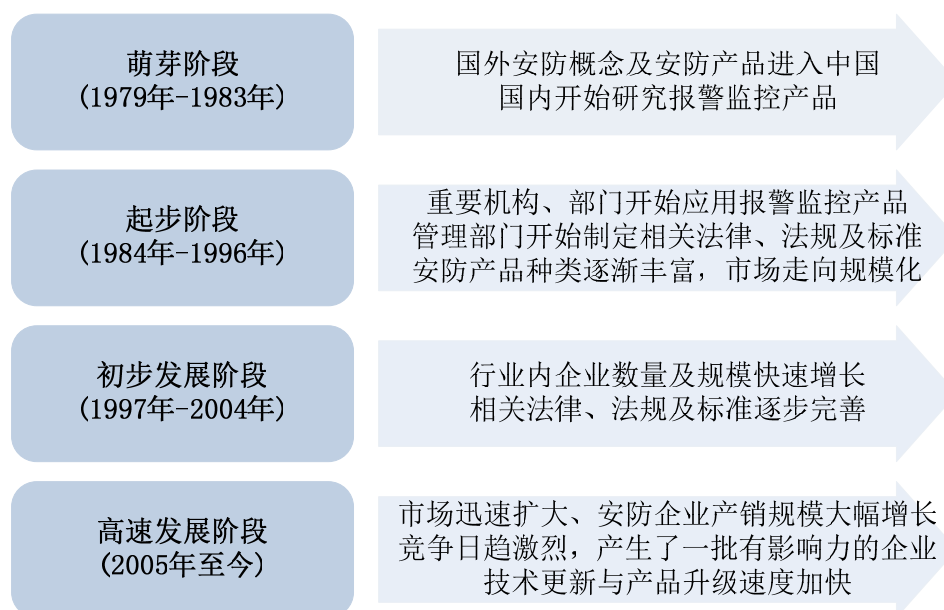 萌芽阶段
(1979年-1983年)
国外安防概念及安防产品进入中国
国内开始研究报警监控产品
起步阶段
(1984年-1996年)
重要机构、部门开始应用报警监控产品
管理部门开始制定相关法律、法规及标准
安防产品种类逐渐丰富，市场走向规模化
初步发展阶段
(1997年-2004年)
行业内企业数量及规模快速增长
相关法律、法规及标准逐步完善
高速发展阶段
(2005年至今)
市场迅速扩大、安防企业产销规模大幅增长
竞争日趋激烈，产生了一批有影响力的企业
技术更新与产品升级速度加快